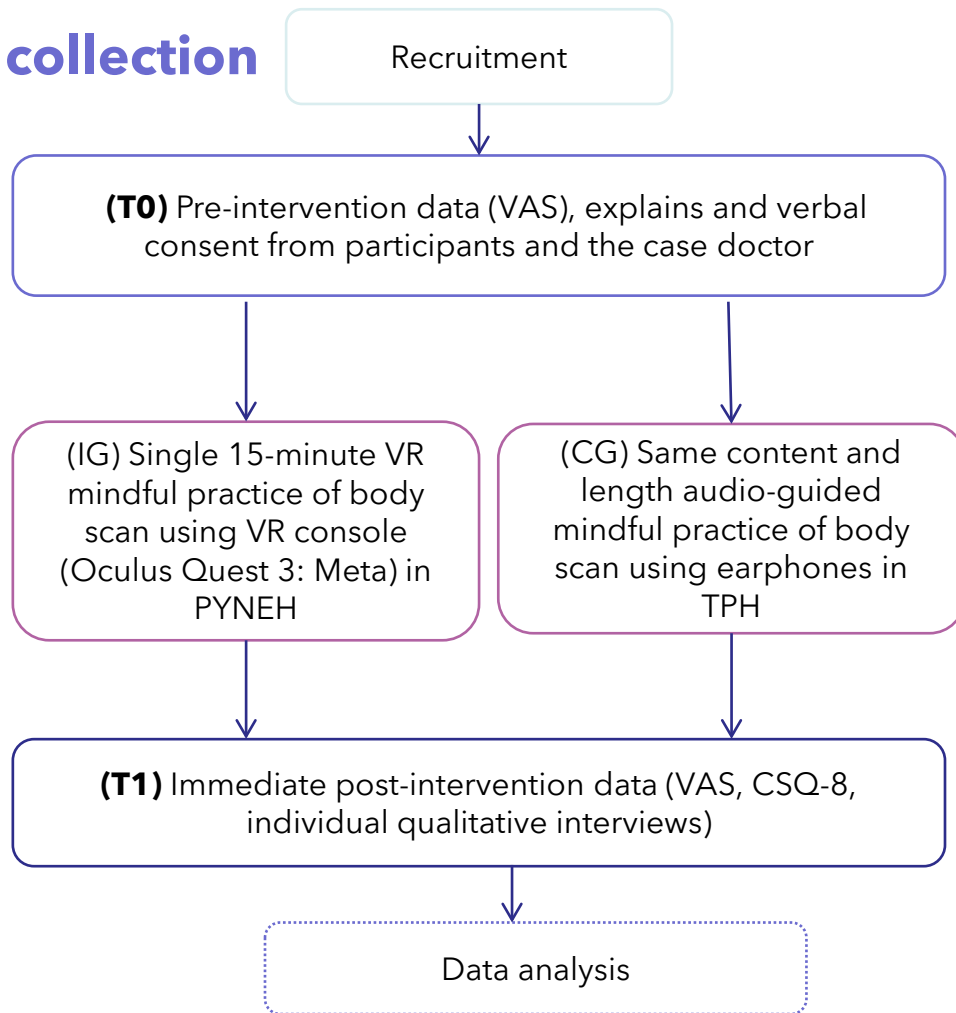 collection
Recruitment
(T0) Pre-intervention data (VAS), explains and verbal
consent from participants and the case doctor
(IG) Single 15-minute VR
mindful practice of body
scan using VR console
(Oculus Quest 3: Meta) in
PYNEH
(CG) Same content and
length audio-guided
mindful practice of body
scan using earphones in
TPH
(T1) Immediate post-intervention data (VAS, CSQ-8,
individual qualitative interviews)
Data analysis